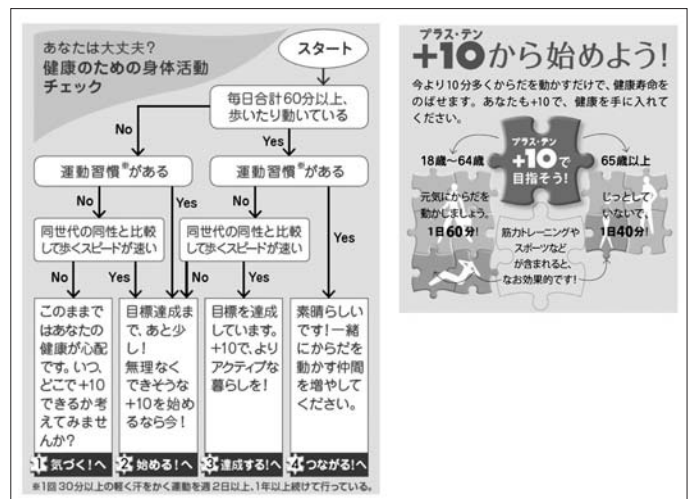 あなたは大丈夫?
健康のための身体活動
チェック
スタート
毎日合計60分以上、
歩いたり動いている
No
Yes
運動習慣※がある
運動習慣※がある
No
Yes
No
Yes
同世代の同性と比較
して歩くスピードが速い
同世代の同性と比較
して歩くスピードが速い
No
Yes
No
Yes
このままで
はあなたの
健康が心配
です。いつ、
どこで+10
できるか考
えてみませ
んか?
1 気づく!へ
目標達成ま
で、あと少
し!
無理なく
できそうな
+10を始め
るなら今!
2 始める!へ
目標を達成
しています。
+10で、より
アクティブな
暮らしを!
3 達成する!へ
素晴らしい
です!一緒
にからだを
動かす仲間
を増やして
ください。
4 つながる!へ
※1回30分以上の軽く汗をかく運動を週2日以上、1年以上続けて行っている。
プラス・テン
+10から始めよう!
今より10分多くからだを動かすだけで、健康寿命を
のばせます。あなたも+10で、健康を手に入れて
ください。
プラス・テン
+10で
目指そう!
18歳~64歳
元気にからだを
動かしましょう。
1日60分!
65歳以上
じっとして
いないで、
1日40分!
筋力トレーニングや
スポーツなど
が含まれると、
なお効果的です!